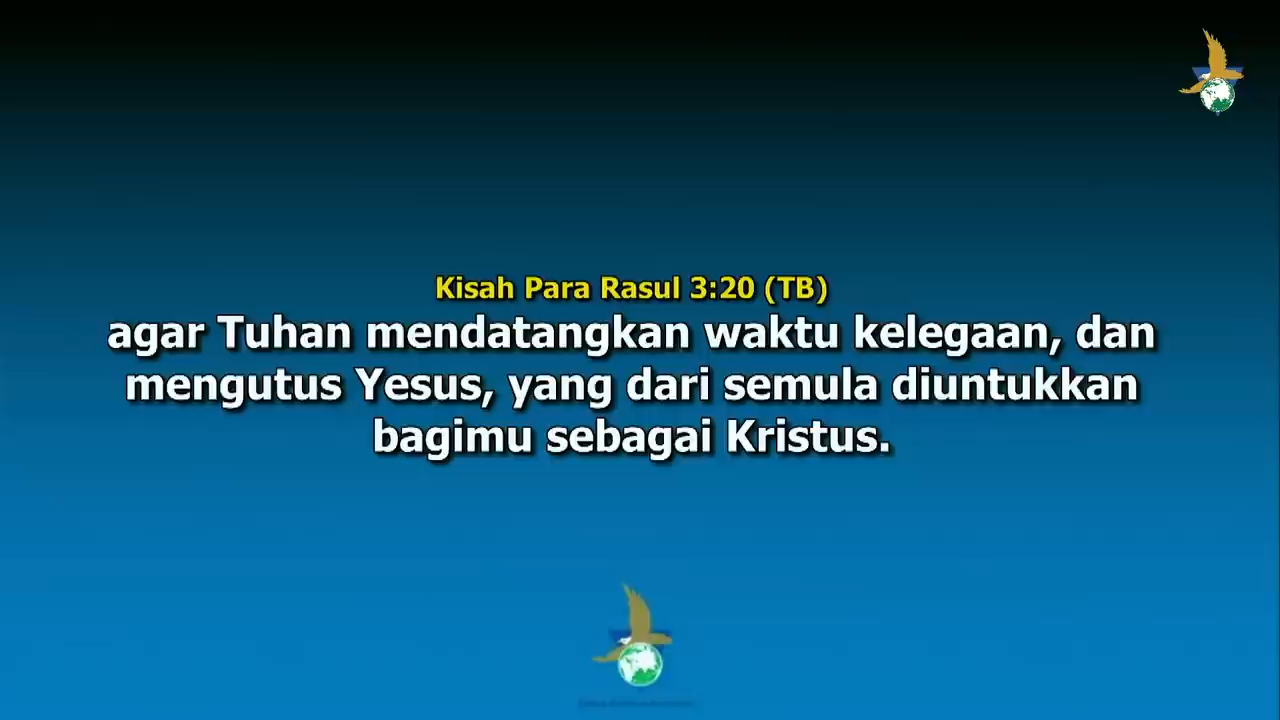 Kisah Para Rasul 3:20 (TB)
agar Tuhan mendatangkan waktu kelegaan, dan
mengutus Yesus, yang dari semula diuntukkan
bagimu sebagai Kristus.